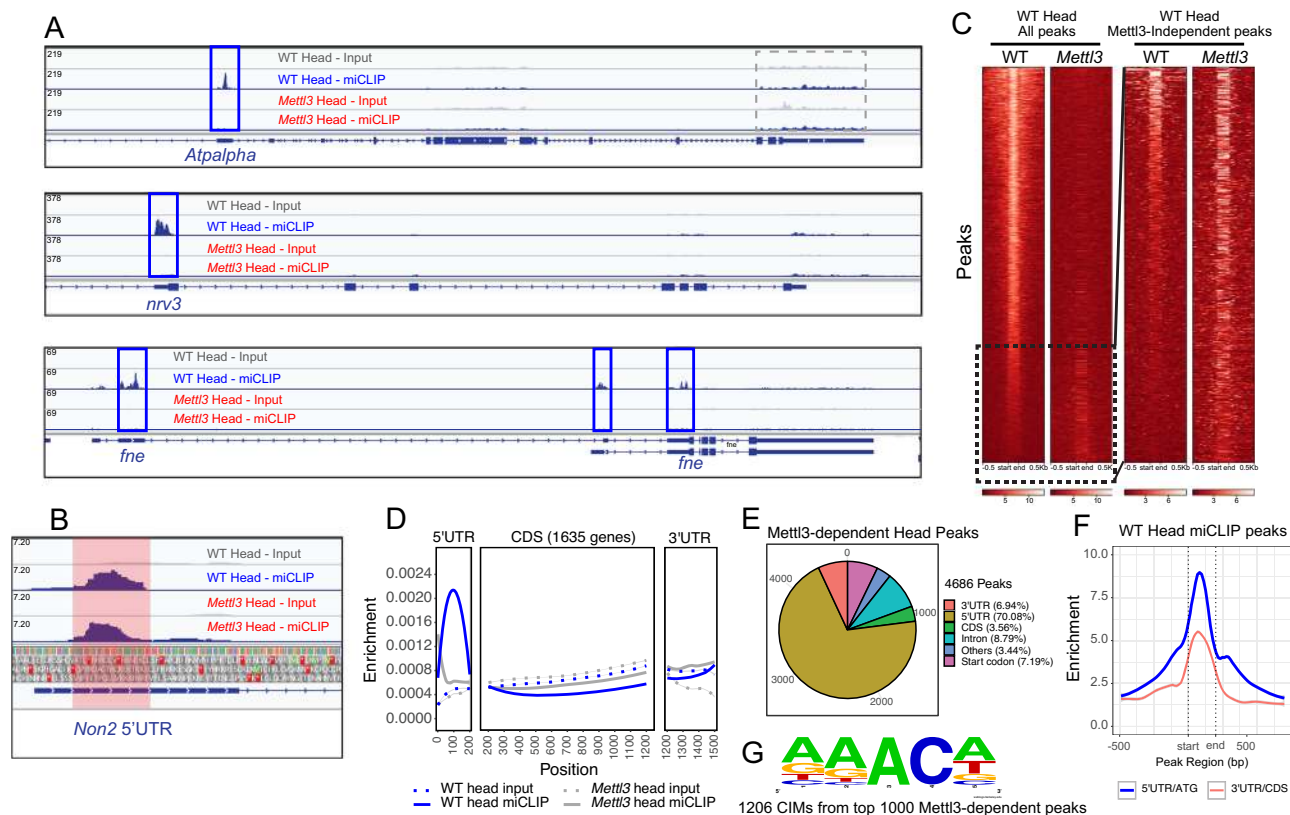 A
219
WT Head - Input
219
WT Head - miCLIP
219
Mettl3 Head - Input
219
Mettl3 Head - miCLIP
Atpalpha
378
WT Head - Input
378
WT Head - miCLIP
378
Mettl3 Head - Input
378
Mettl3 Head - miCLIP
nrv3
69
WT Head - Input
69
WT Head - miCLIP
69
Mettl3 Head - Input
69
Mettl3 Head - miCLIP
fne
fne
fne
C
WT Head
All peaks
WT Head
Mettl3-Independent peaks
WT
Mettl3
WT
Mettl3
Peaks
-0.5 start end 0.5Kb
-0.5 start end 0.5K
-0.5 start end 0.5Kb
-0.5 start end 0.5Kb
5 10
5 10
3 6
3 6
B
7.20
WT Head - Input
7.20
WT Head - miCLIP
7.20
Mettl3 Head - Input
7.20
Mettl3 Head - miCLIP
Non2 5'UTR
D
5'UTR
CDS (1635 genes)
3'UTR
Enrichment
0.0024
0.0020
0.0016
0.0012
0.0008
0.0004
0.0000
0 100 200
200 300 400 500 600 700 800 900 1000 1100 1200
1200 1300 1400 1500
Position
WT head input
Mettl3 head input
WT head miCLIP
Mettl3 head miCLIP
E
Mettl3-dependent Head Peaks
0
1000
2000
3000
4000
4686 Peaks
3'UTR (6.94%)
5'UTR (70.08%)
CDS (3.56%)
Intron (8.79%)
Others (3.44%)
Start codon (7.19%)
F
WT Head miCLIP peaks
Enrichment
10.0
7.5
5.0
2.5
0.0
-500 start end 500
Peak Region (bp)
5'UTR/ATG
3'UTR/CDS
G
A A A C A
G G T
T T G
5' 1 2 3 4 5 3'
1206 CIMs from top 1000 Mettl3-dependent peaks